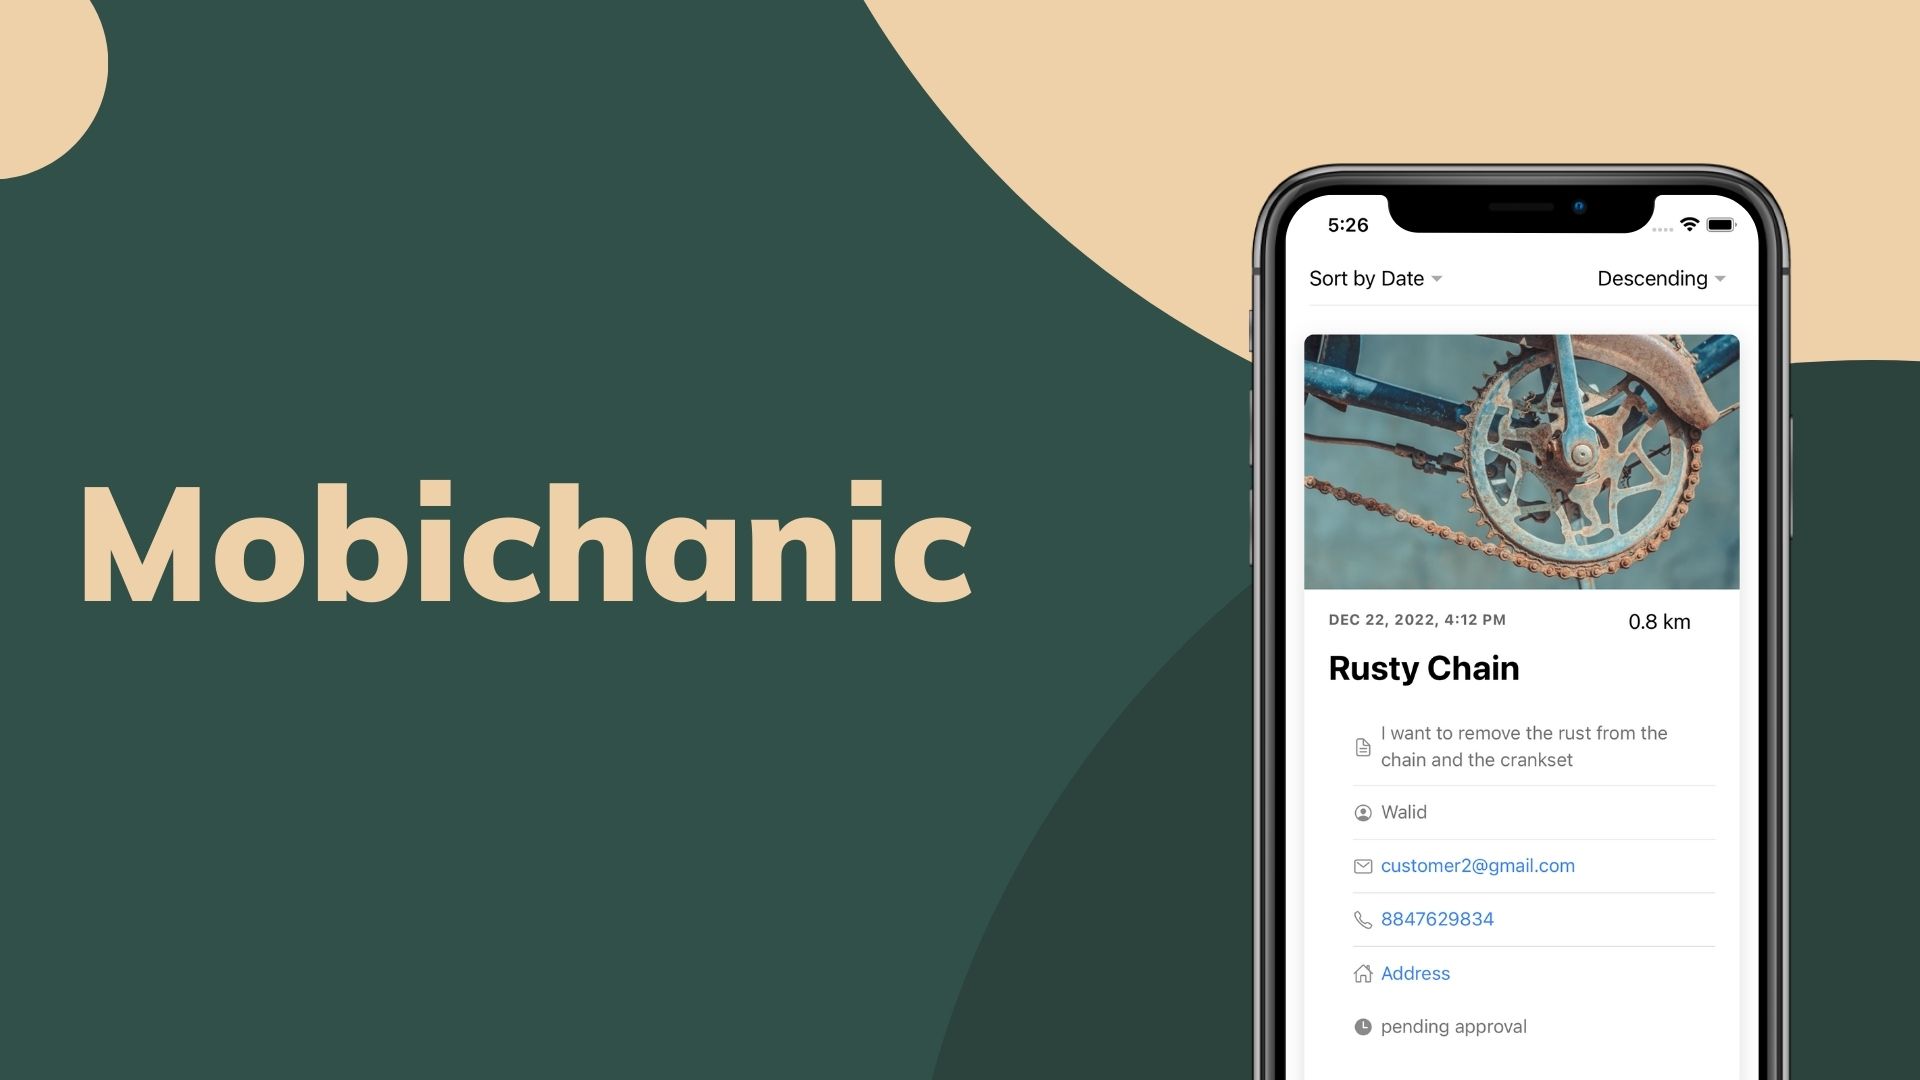 Mobichanic
5:26
Sort by Date
Descending
DEC 22, 2022, 4:12 PM
0.8 km
Rusty Chain
I want to remove the rust from the
chain and the crankset
Walid
customer2@gmail.com
8847629834
Address
pending approval